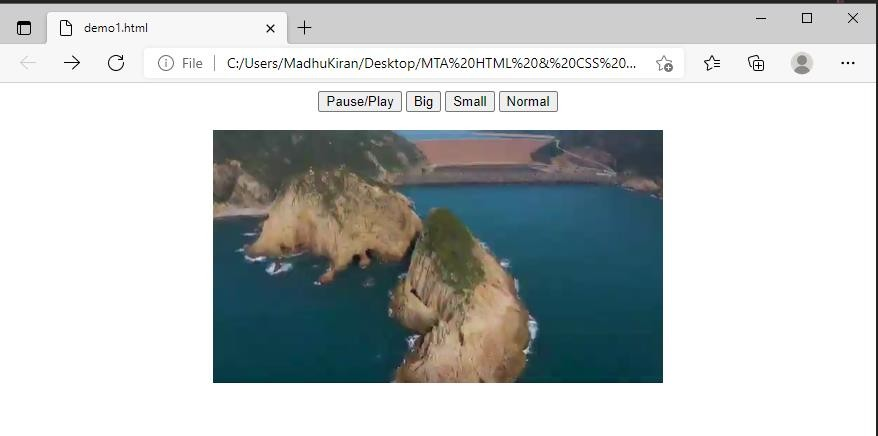 demo1.html
File C:/Users/MadhuKiran/Desktop/MTA%20HTML%20&%20CSS%20...
Pause/Play Big Small Normal